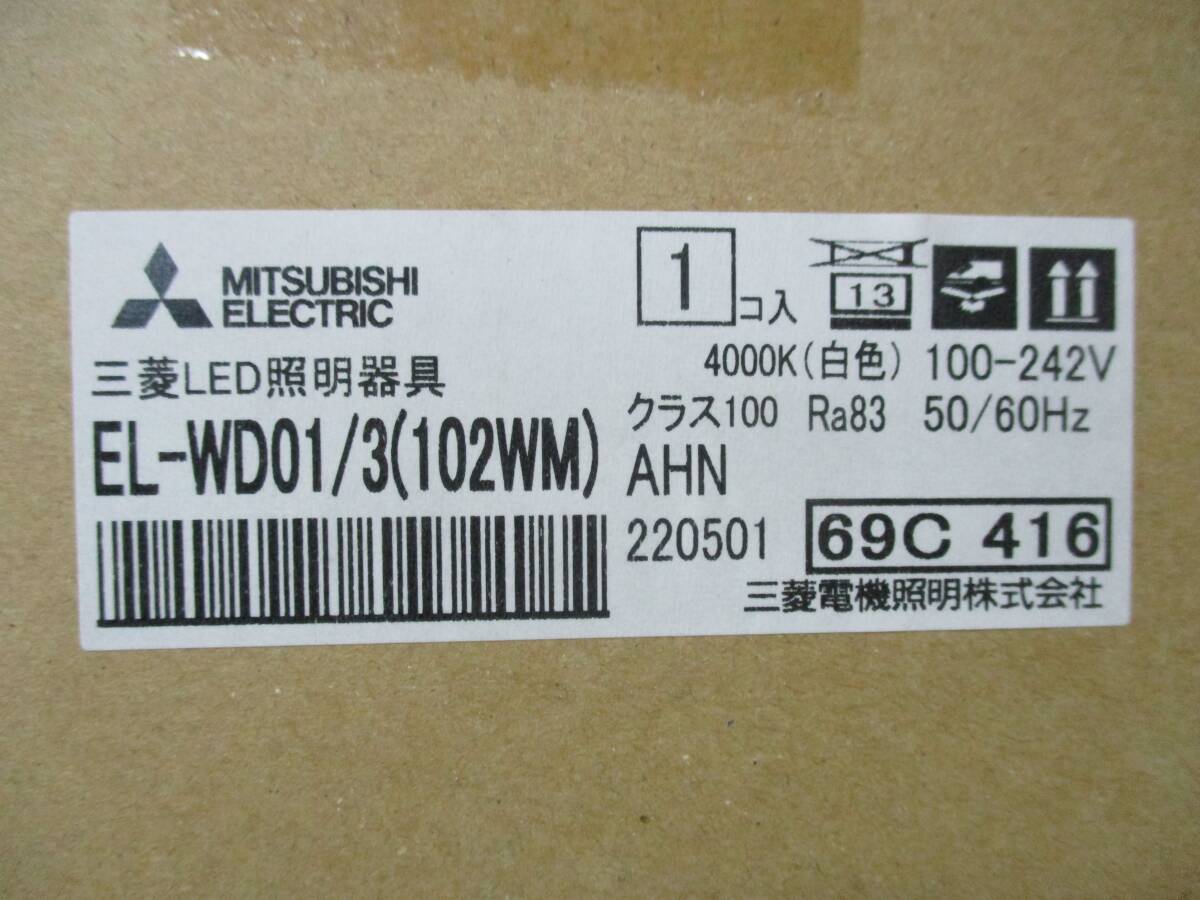 MITSUBISHI
ELECTRIC
三菱LED照明器具
EL-WD01/3(102WM)
1 コ入
13
4000K(白色) 100-242V
クラス100 Ra83 50/60Hz
AHN
220501 69C 416
三菱電機照明株式会社